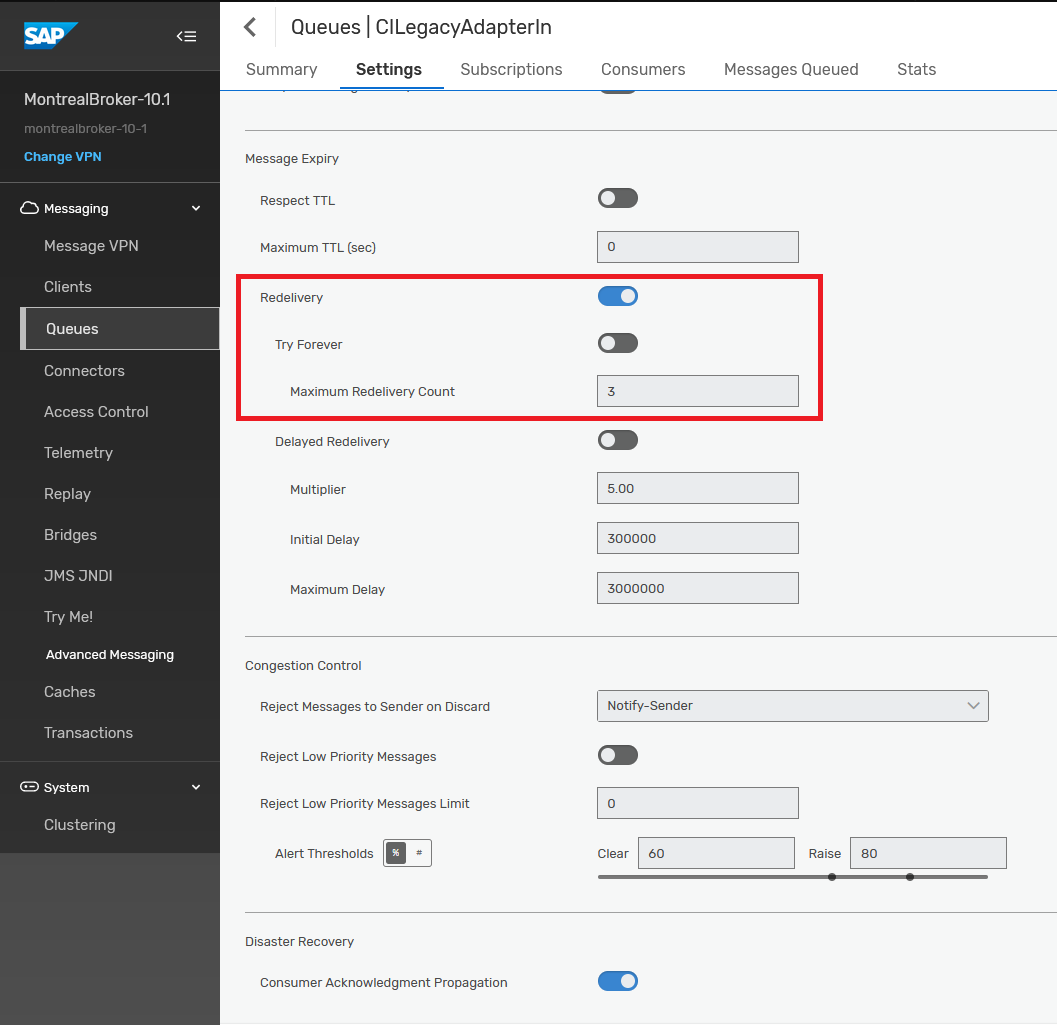 SAP
MontrealBroker-10.1
montrealbroker-10-1
Change VPN
Messaging
Message VPN
Clients
Queues
Connectors
Access Control
Telemetry
Replay
Bridges
JMS JNDI
Try Me!
Advanced Messaging
Caches
Transactions
System
Clustering
Queues | CILegacyAdapterIn
Summary Settings Subscriptions Consumers Messages Queued Stats
Message Expiry
Respect TTL
Maximum TTL (sec) 0
Redelivery
Try Forever
Maximum Redelivery Count 3
Delayed Redelivery
Multiplier 5.00
Initial Delay 300000
Maximum Delay 3000000
Congestion Control
Reject Messages to Sender on Discard Notify-Sender
Reject Low Priority Messages
Reject Low Priority Messages Limit 0
Alert Thresholds % # Clear 60 Raise 80
Disaster Recovery
Consumer Acknowledgment Propagation